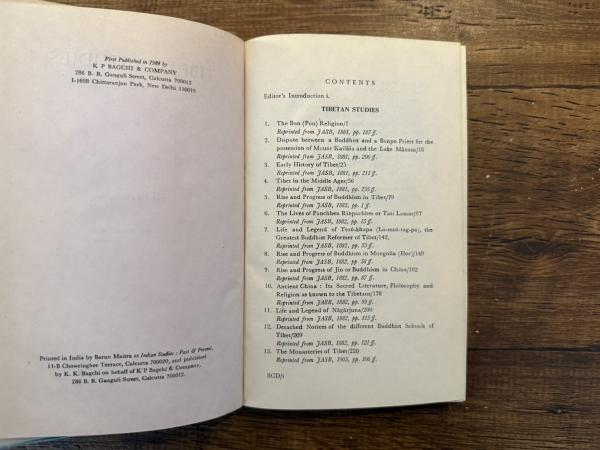 First Published in 1984 by
K P BAGCHI & COMPANY
286 B. B. Ganguli Street, Calcutta 700012
I-1698 Chittaranjan Park, New Delhi 110019
Printed in India by Barun Maitra at Indian Studies : Past & Present,
11-B Chowringhee Terrace, Calcutta 700020, and published
by K. K. Bagchi on behalf of K P Bagchi & Company,
286 B. B. Ganguli Street, Calcutta 700012.
CONTENTS
Editor's Introduction i.
TIBETAN STUDIES
1. The Bon (Pon) Religion/1
Reprinted from JASB, 1881, pp. 187 ff.
2. Dispute between a Buddhist and a Bonpo Priest for the
possession of Mount Kailāśa and the Lake Mānasa/18
Reprinted from JASB, 1881, pp. 206 ff.
3. Early History of Tibet/25
Reprinted from JASB, 1881, pp. 211 ff.
4. Tibet in the Middle Ages/56
Reprinted from JASB, 1881, pp. 235 ff.
5. Rise and Progress of Buddhism in Tibet/79
Reprinted from JASB, 1882, pp. 1 ff.
6. The Lives of Panchhen Rinpochhes or Tasi Lamas/97
Reprinted from JASB, 1882, pp. 15 ff.
7. Life and Legend of Tsoṅ-khapa (Lo-ssaṅ-tag-pa), the
Greatest Buddhist Reformer of Tibet/142,
Reprinted from JASB, 1882, pp. 53 ff.
8. Rise and Progress of Buddhism in Mongolia (Hor)/149
Reprinted from JASB, 1882, pp. 58 ff.
9. Rise and Progress of Jin or Buddhism in China/162
Reprinted from JASB, 1882, pp. 87 ff.
10. Ancient China : Its Sacred Literature, Philosophy and
Religion as known to the Tibetans/178
Reprinted from JASB, 1882, pp. 99 ff.
11. Life and Legend of Nāgārjuna/200
Reprinted from JASB, 1882, pp. 115 ff.
12. Detached Notices of the different Buddhist Schools of
Tibet/209
Reprinted from JASB, 1882, pp. 121 ff.
13. The Monasteries of Tibet/220
Reprinted from JASB, 1905, pp. 106 ff.
SCD/i